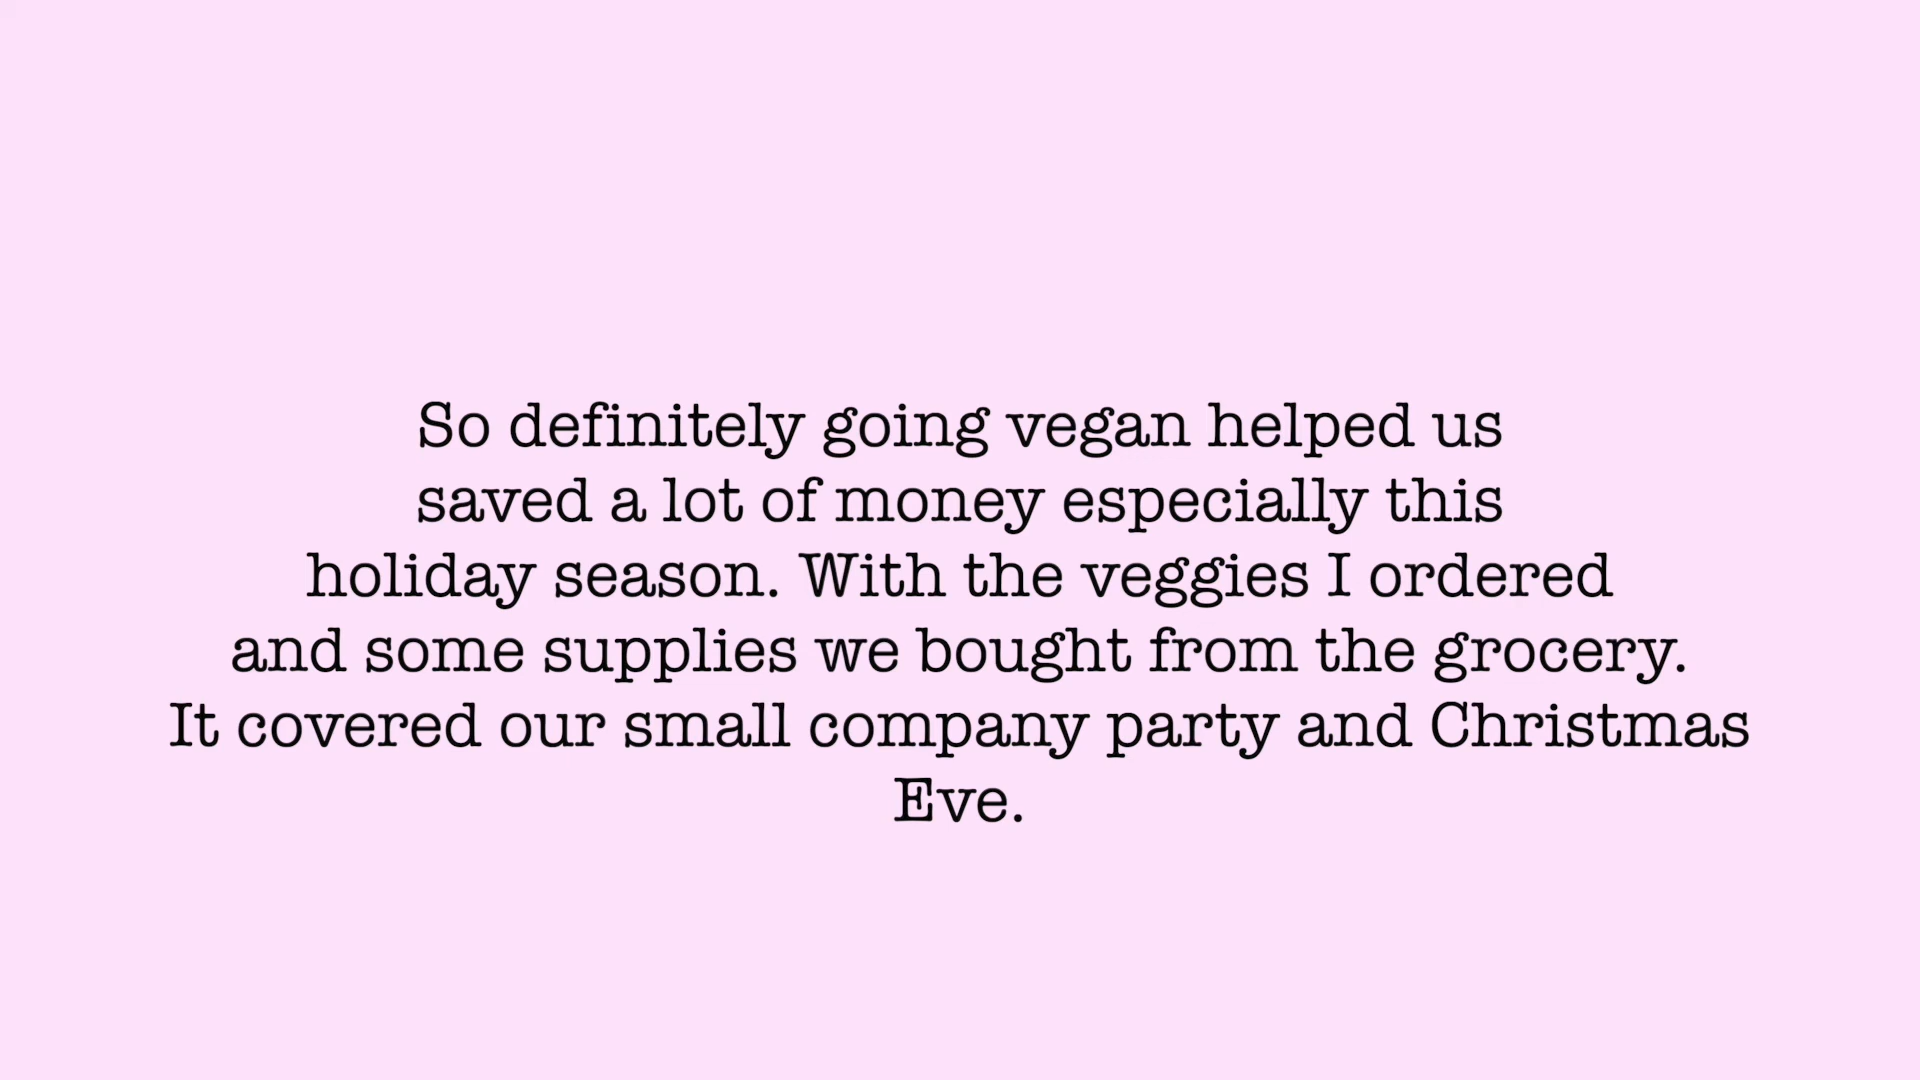 So definitely going vegan helped us
saved a lot of money especially this
holiday season. With the veggies I ordered
and some supplies we bought from the grocery.
It covered our small company party and Christmas
Eve.